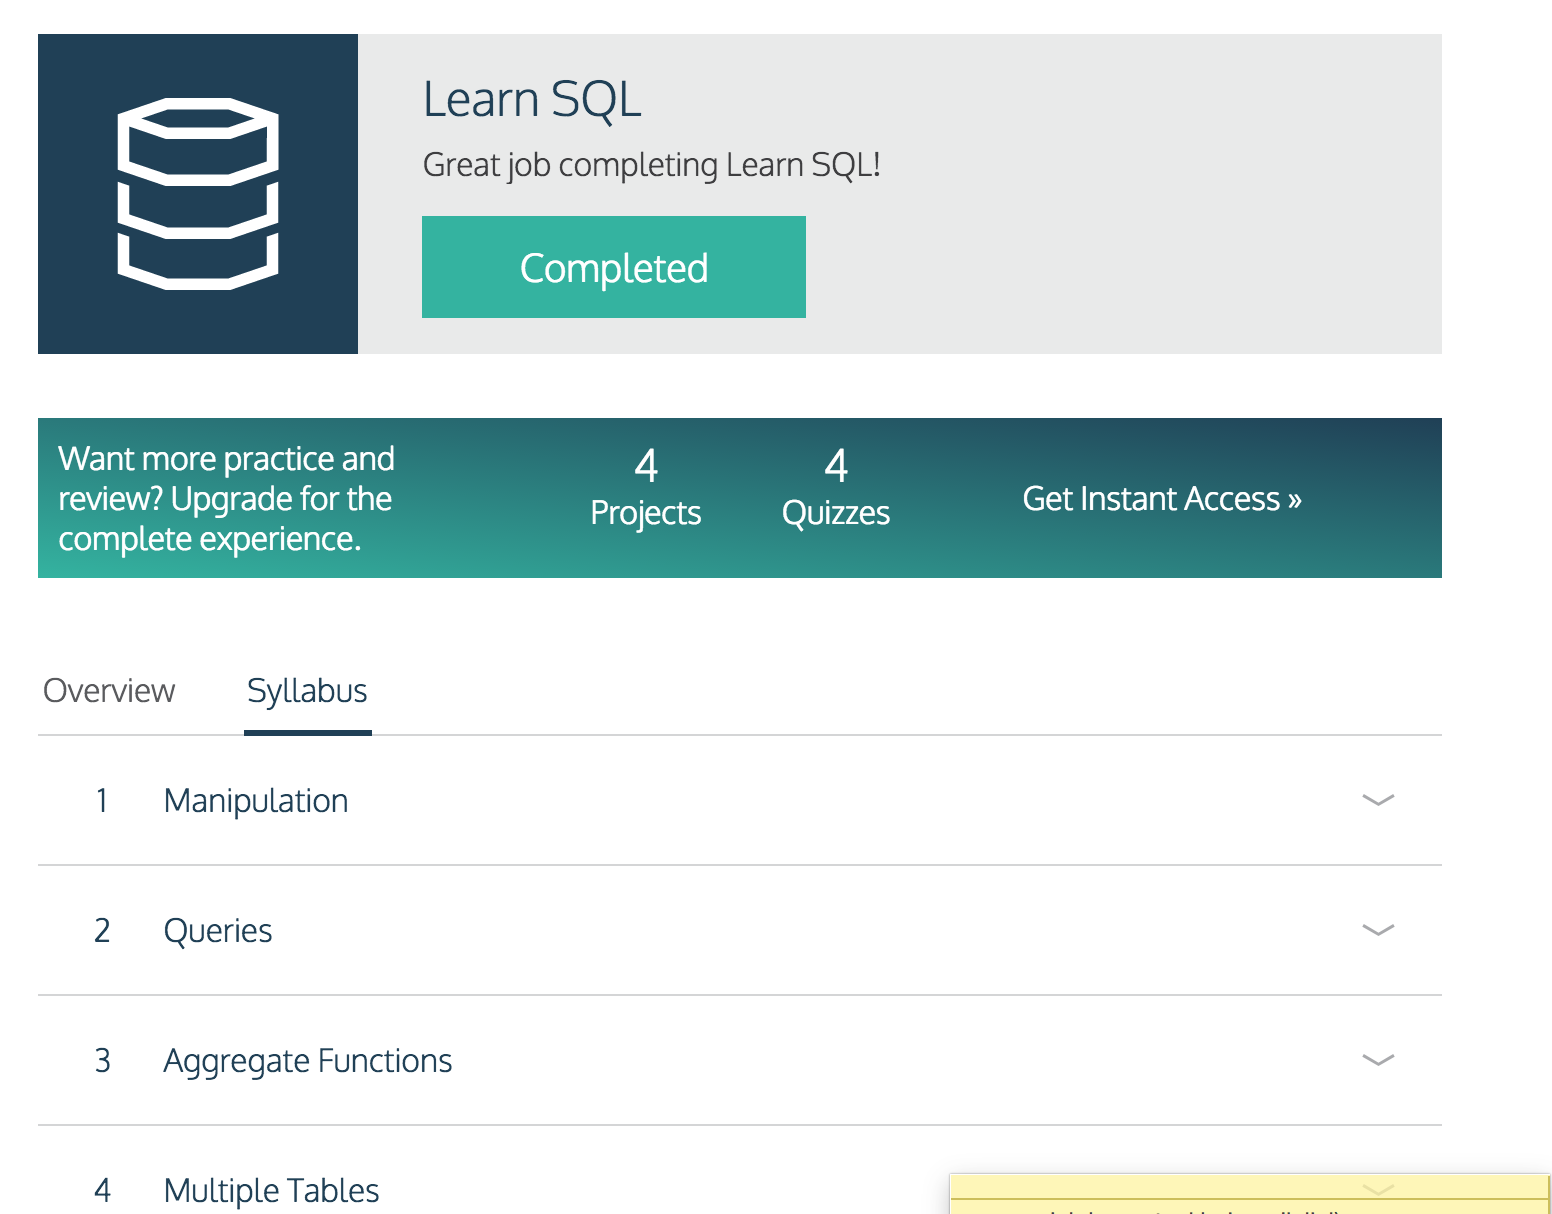 Learn SQL
Great job completing Learn SQL!
Completed
Want more practice and
review? Upgrade for the
complete experience.
4
Projects
4
Quizzes
Get Instant Access »
Overview
Syllabus
1 Manipulation
2 Queries
3 Aggregate Functions
4 Multiple Tables